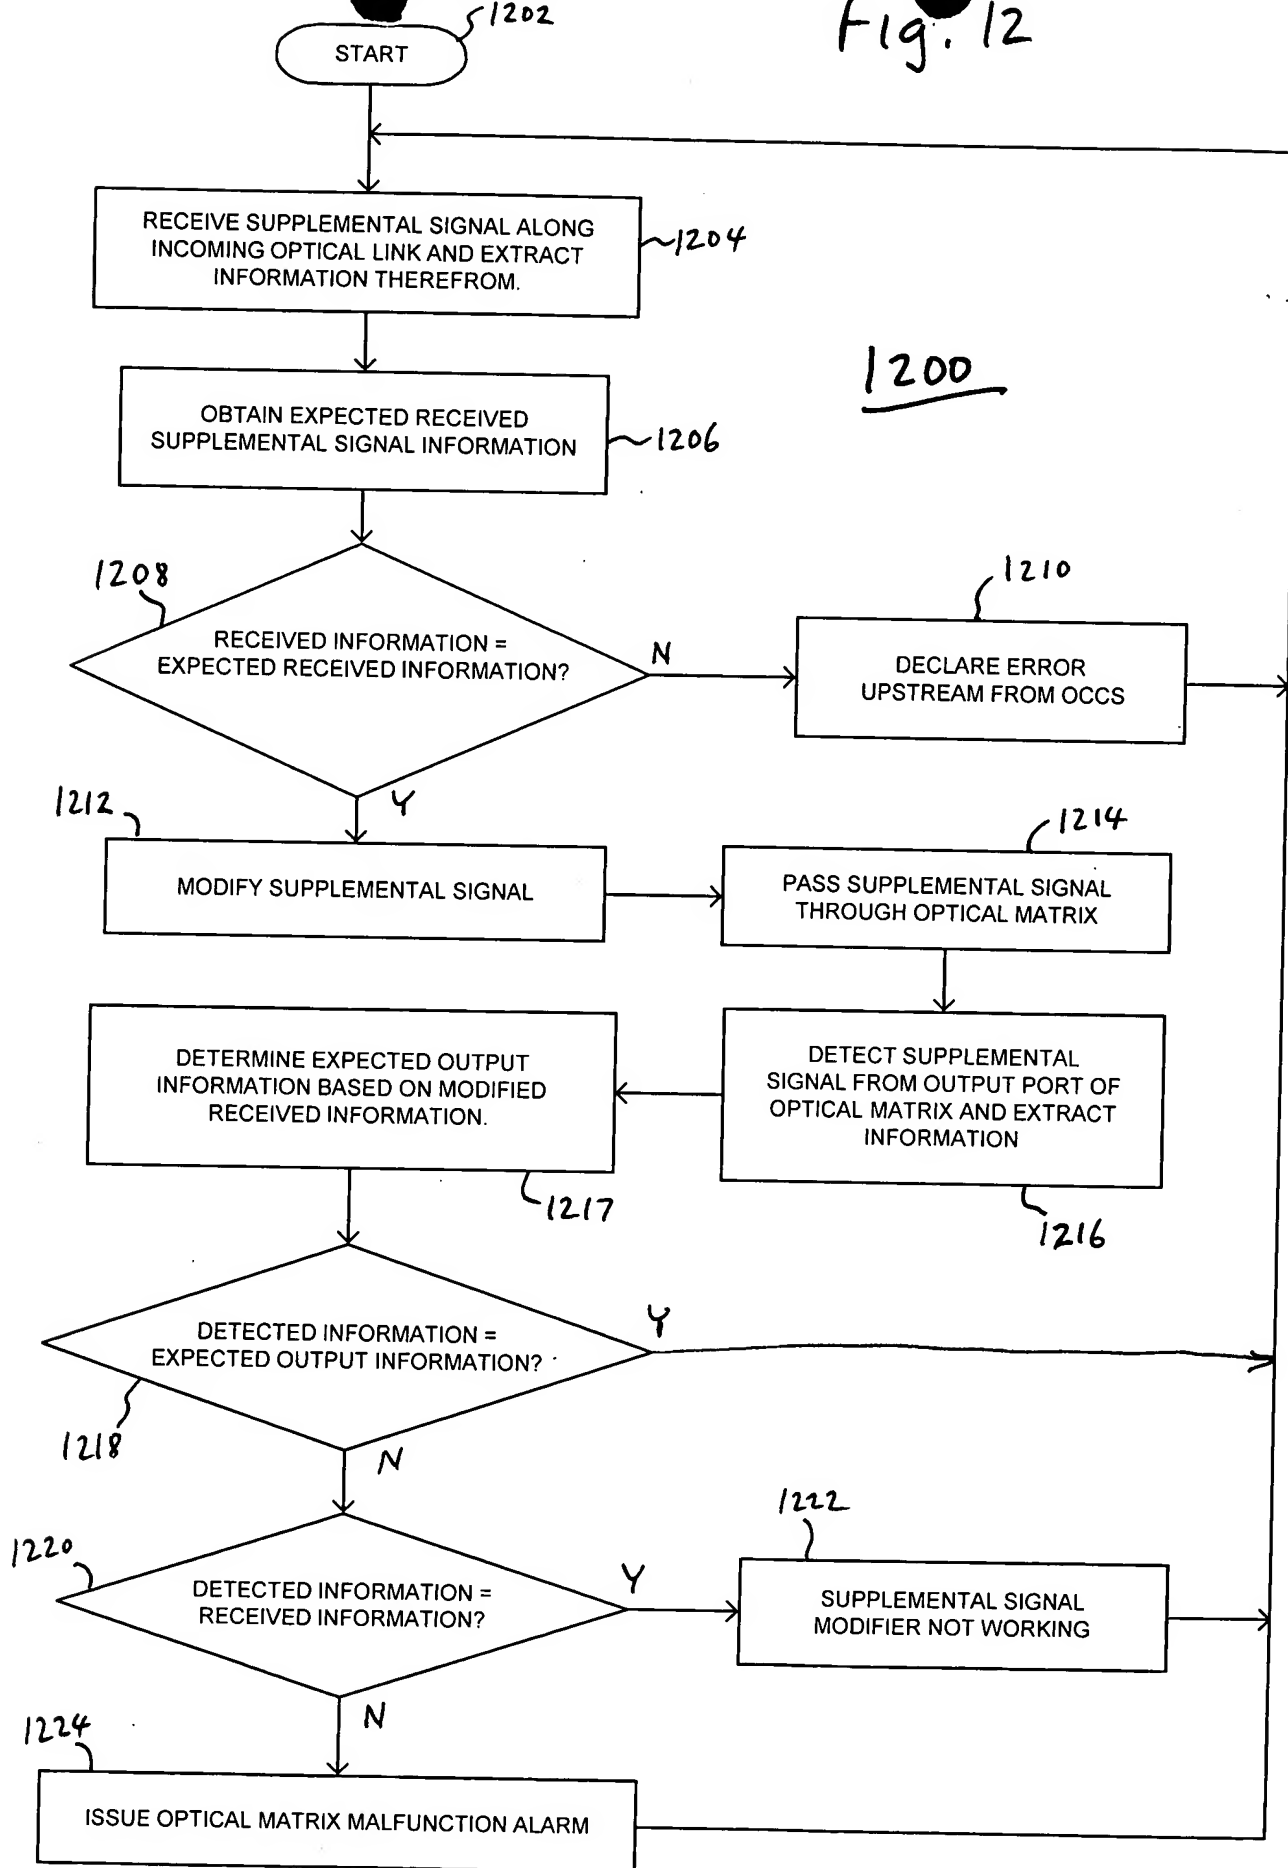 1202
Fig. 12
START
RECEIVE SUPPLEMENTAL SIGNAL ALONG
INCOMING OPTICAL LINK AND EXTRACT
INFORMATION THEREFROM.
1204
1200
OBTAIN EXPECTED RECEIVED
SUPPLEMENTAL SIGNAL INFORMATION
1206
1208
RECEIVED INFORMATION =
EXPECTED RECEIVED INFORMATION?
N
1210
DECLARE ERROR
UPSTREAM FROM OCCS
Y
1212
MODIFY SUPPLEMENTAL SIGNAL
1214
PASS SUPPLEMENTAL SIGNAL
THROUGH OPTICAL MATRIX
DETECT SUPPLEMENTAL
SIGNAL FROM OUTPUT PORT OF
OPTICAL MATRIX AND EXTRACT
INFORMATION
1216
DETERMINE EXPECTED OUTPUT
INFORMATION BASED ON MODIFIED
RECEIVED INFORMATION.
1217
DETECTED INFORMATION =
EXPECTED OUTPUT INFORMATION?
Y
1218
N
1220
DETECTED INFORMATION =
RECEIVED INFORMATION?
Y
1222
SUPPLEMENTAL SIGNAL
MODIFIER NOT WORKING
N
1224
ISSUE OPTICAL MATRIX MALFUNCTION ALARM